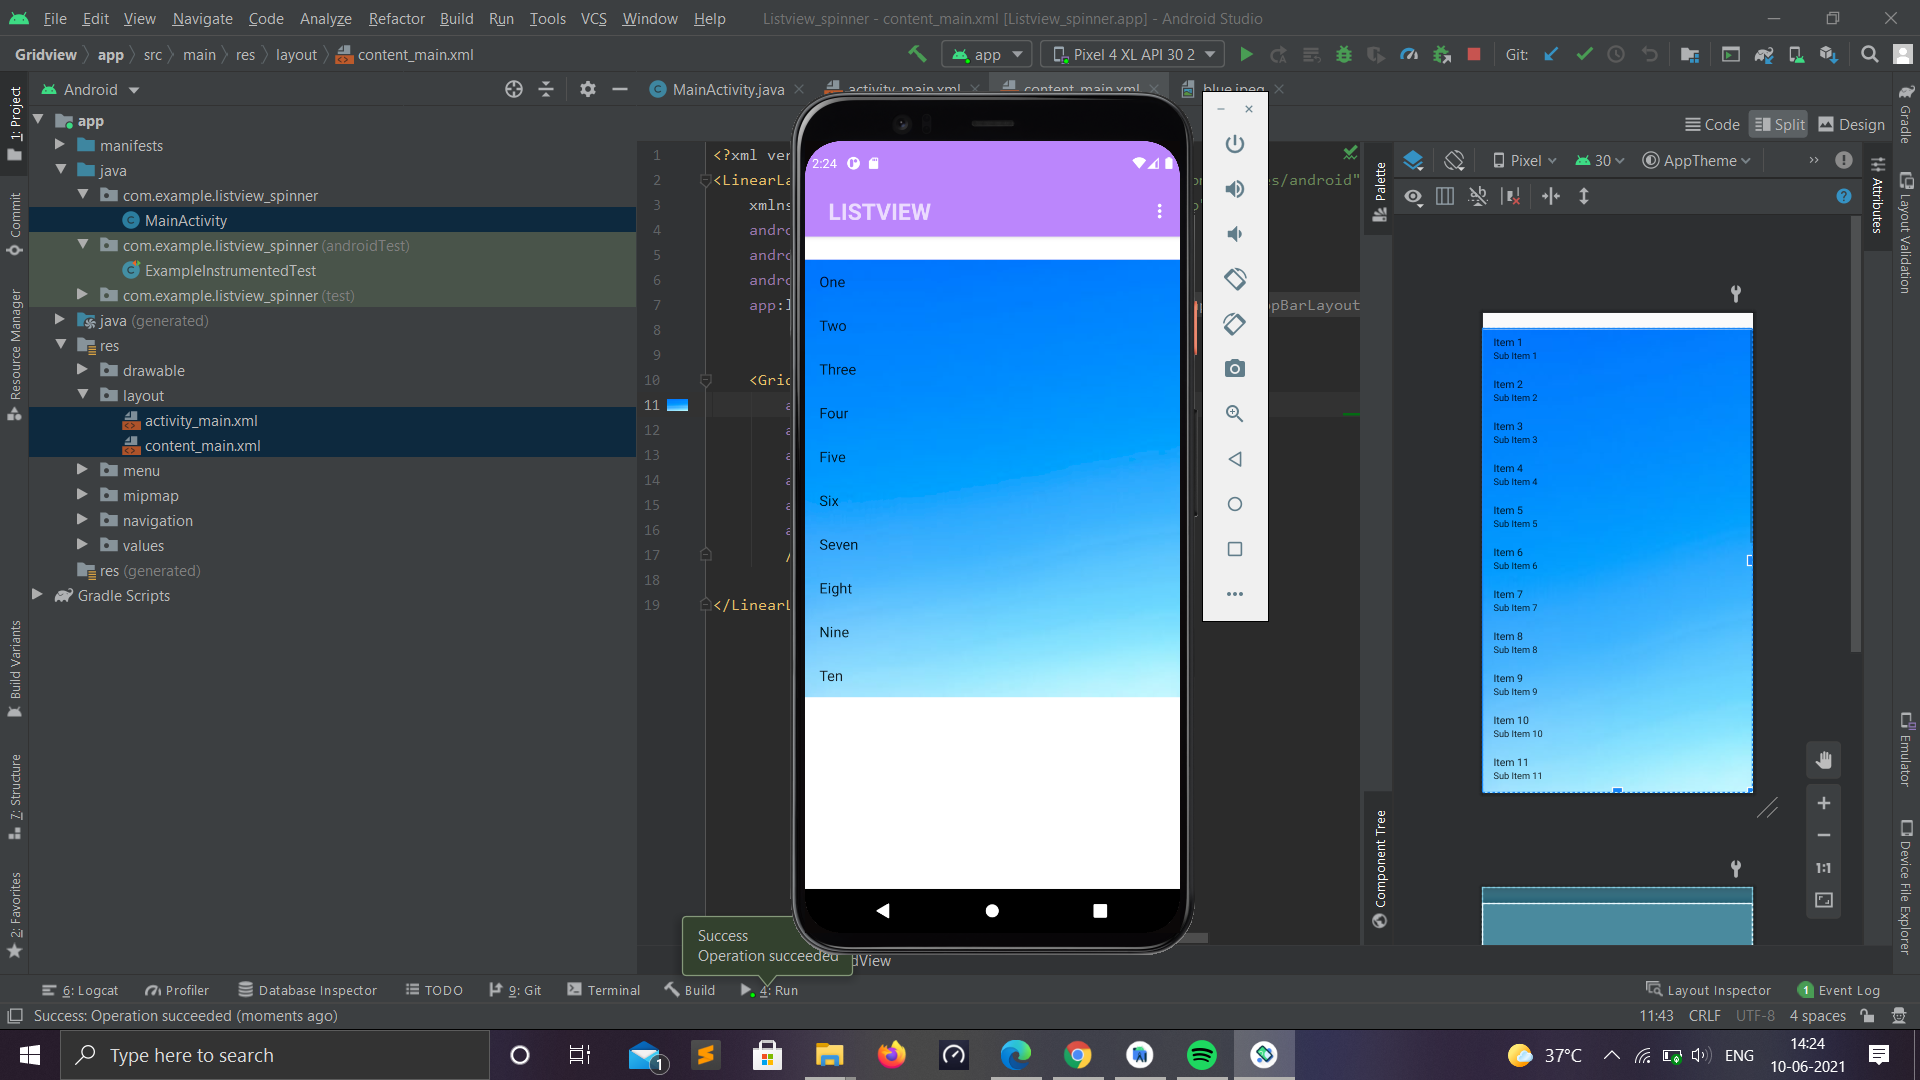 File Edit View Navigate Code Analyze Refactor Build Run Tools VCS Window Help Listview_spinner - content_main.xml [Listview_spinner.app] - Android Studio
Gridview app src main res layout content_main.xml app Pixel 4 XL API 30 2 Git:
Android MainActivity.java activity_main.xml content_main.xml blue.jpeg
Code Split Design
Pixel 30 AppTheme
1: Project
Commit
Resource Manager
Build Variants
7: Structure
2: Favorites
app
manifests
java
com.example.listview_spinner
MainActivity
com.example.listview_spinner (androidTest)
ExampleInstrumentedTest
com.example.listview_spinner (test)
java (generated)
res
drawable
layout
activity_main.xml
content_main.xml
menu
mipmap
navigation
values
res (generated)
Gradle Scripts
1 <?xml ver
2 <LinearLa es/android"
3 xmlns
4 andro
5 andro
6 andro
7 app:l ppBarLayout
8
9
10 <Grid
11 a
12 a
13 a
14 a
15 a
16 a
17 /
18
19 </LinearL
2:24
LISTVIEW
One
Two
Three
Four
Five
Six
Seven
Eight
Nine
Ten
Palette
Component Tree
Item 1
Sub Item 1
Item 2
Sub Item 2
Item 3
Sub Item 3
Item 4
Sub Item 4
Item 5
Sub Item 5
Item 6
Sub Item 6
Item 7
Sub Item 7
Item 8
Sub Item 8
Item 9
Sub Item 9
Item 10
Sub Item 10
Item 11
Sub Item 11
1:1
Attributes
Gradle
Layout Validation
Emulator
Device File Explorer
Success
Operation succeeded
dView
6: Logcat Profiler Database Inspector TODO 9: Git Terminal Build 4: Run Layout Inspector 1 Event Log
Success: Operation succeeded (moments ago) 11:43 CRLF UTF-8 4 spaces
Type here to search 1 37°C ENG 14:24
10-06-2021